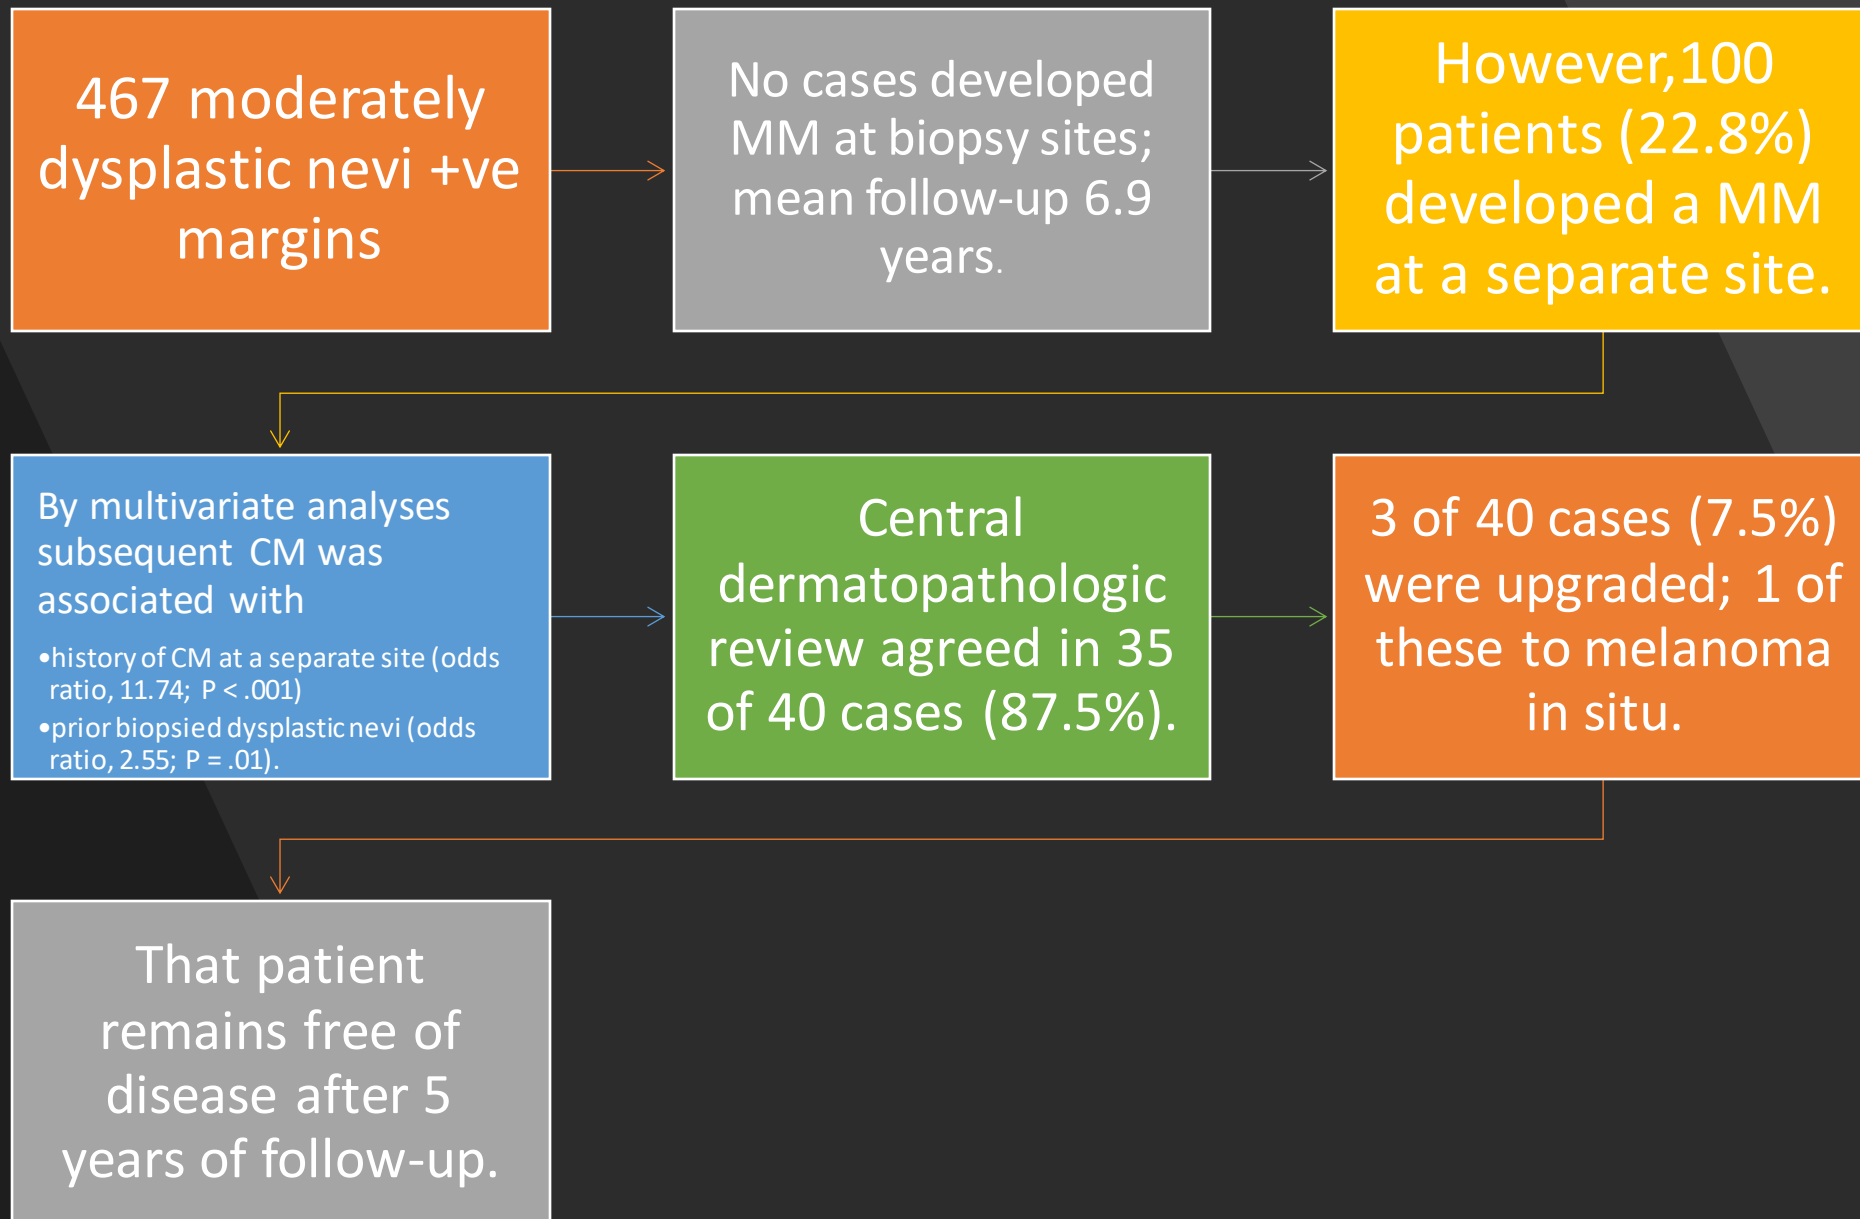 467 moderately
dysplastic nevi +ve
margins
No cases developed
MM at biopsy sites;
mean follow-up 6.9
years.
However,100
patients (22.8%)
developed a MM
at a separate site.
By multivariate analyses
subsequent CM was
associated with
•history of CM at a separate site (odds
ratio, 11.74; P < .001)
•prior biopsied dysplastic nevi (odds
ratio, 2.55; P = .01).
Central
dermatopathologic
review agreed in 35
of 40 cases (87.5%).
3 of 40 cases (7.5%)
were upgraded; 1 of
these to melanoma
in situ.
That patient
remains free of
disease after 5
years of follow-up.